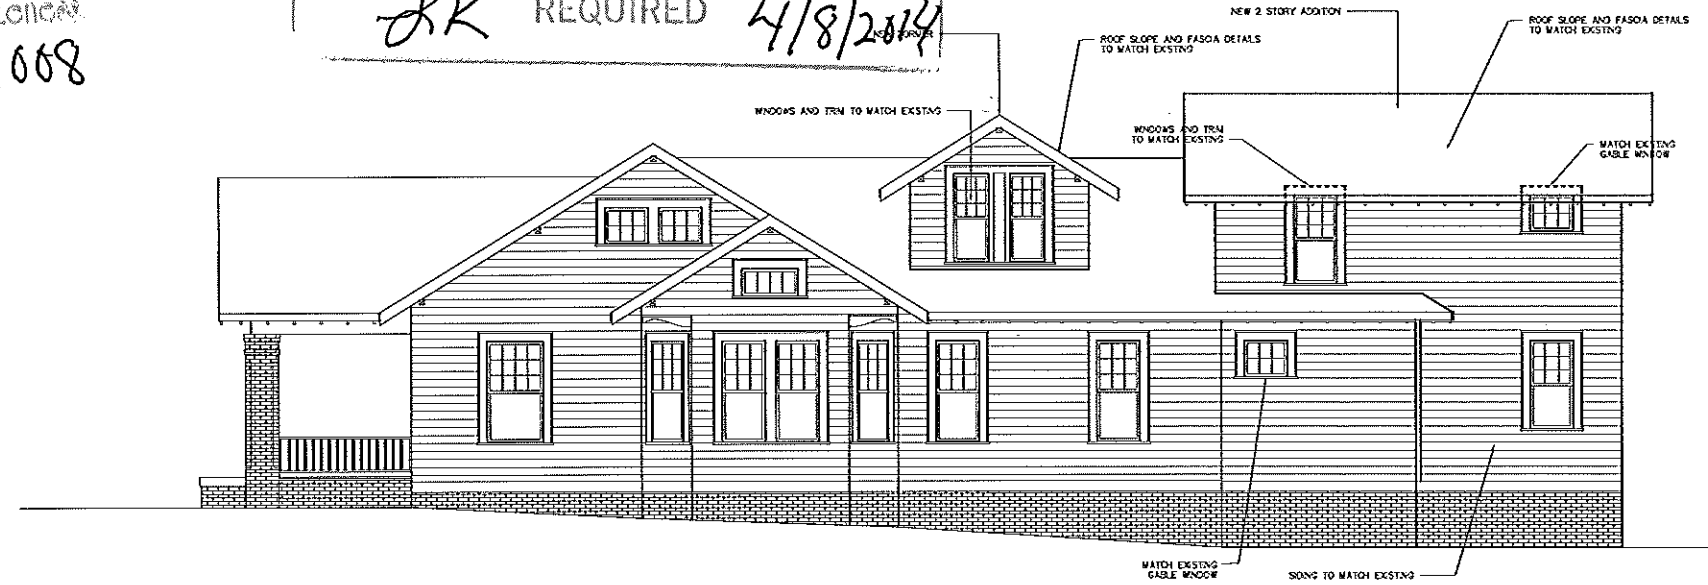 008
REQUIRED
4/8/2014
NEW 2 STORY ADDITION
ROOF SLOPE AND FASCIA DETAILS
TO MATCH EXISTING
ROOF SLOPE AND FASCIA DETAILS
TO MATCH EXISTING
WINDOWS AND TRIM TO MATCH EXISTING
WINDOWS AND TRIM
TO MATCH EXISTING
MATCH EXISTING
GABLE WINDOW
MATCH EXISTING
GABLE WINDOW
SIDING TO MATCH EXISTING